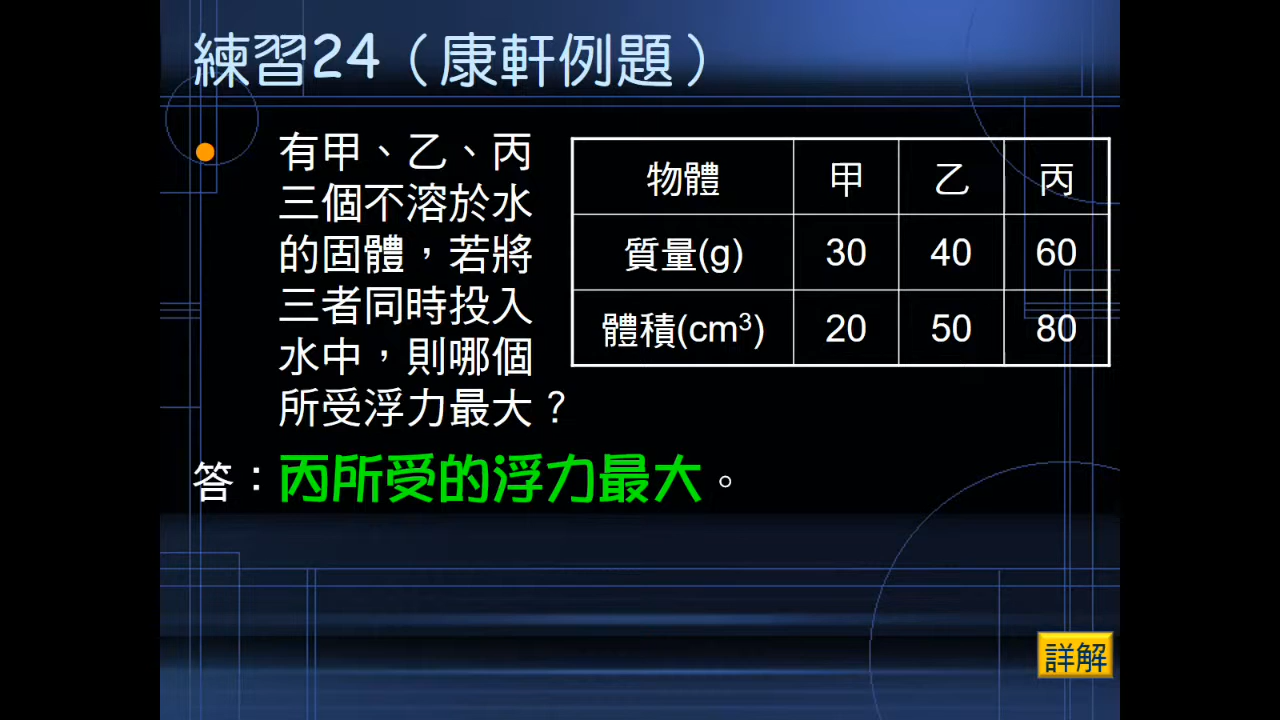 練習24（康軒例題）
有甲、乙、丙
三個不溶於水
的固體，若將
三者同時投入
水中，則哪個
所受浮力最大？
物體 甲 乙 丙
質量(g) 30 40 60
體積(cm³) 20 50 80
答：丙所受的浮力最大。
詳解